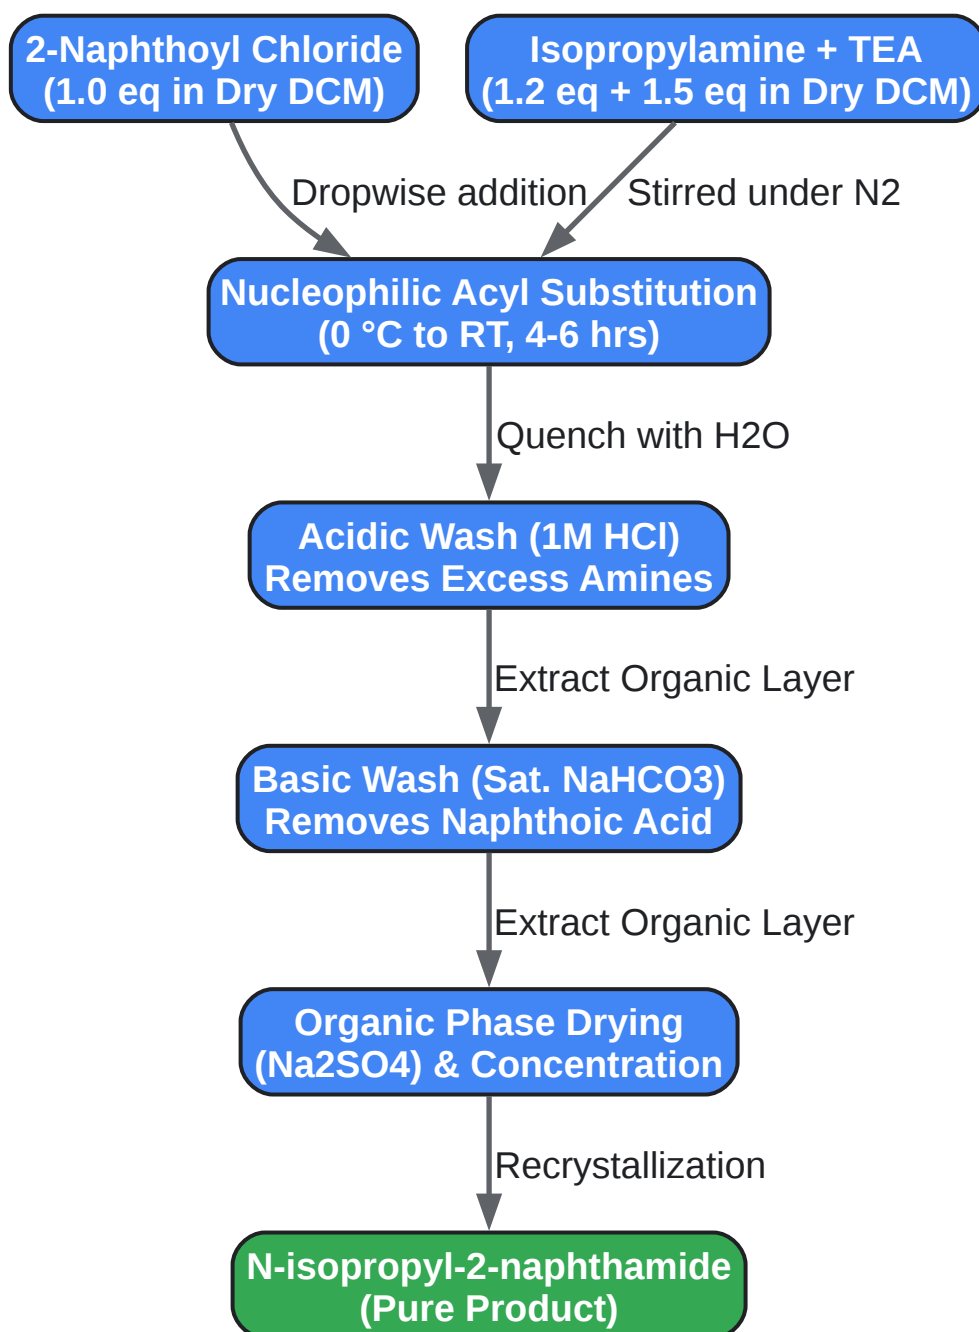 2-Naphthoyl Chloride
(1.0 eq in Dry DCM)
Isopropylamine + TEA
(1.2 eq + 1.5 eq in Dry DCM)
Dropwise addition
Stirred under N2
Nucleophilic Acyl Substitution
(0 °C to RT, 4-6 hrs)
Quench with H2O
Acidic Wash (1M HCl)
Removes Excess Amines
Extract Organic Layer
Basic Wash (Sat. NaHCO3)
Removes Naphthoic Acid
Extract Organic Layer
Organic Phase Drying
(Na2SO4) & Concentration
Recrystallization
N-isopropyl-2-naphthamide
(Pure Product)